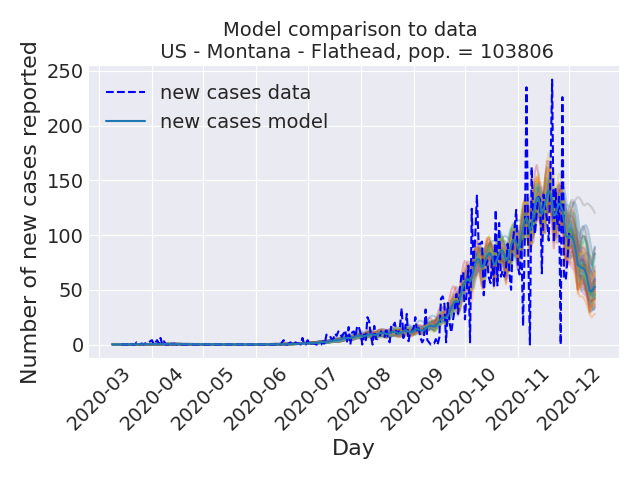 Model comparison to data
US - Montana - Flathead, pop. = 103806
Number of new cases reported
250
200
150
100
50
0
new cases data
new cases model
2020-03
2020-04
2020-05
2020-06
2020-07
2020-08
2020-09
2020-10
2020-11
2020-12
Day